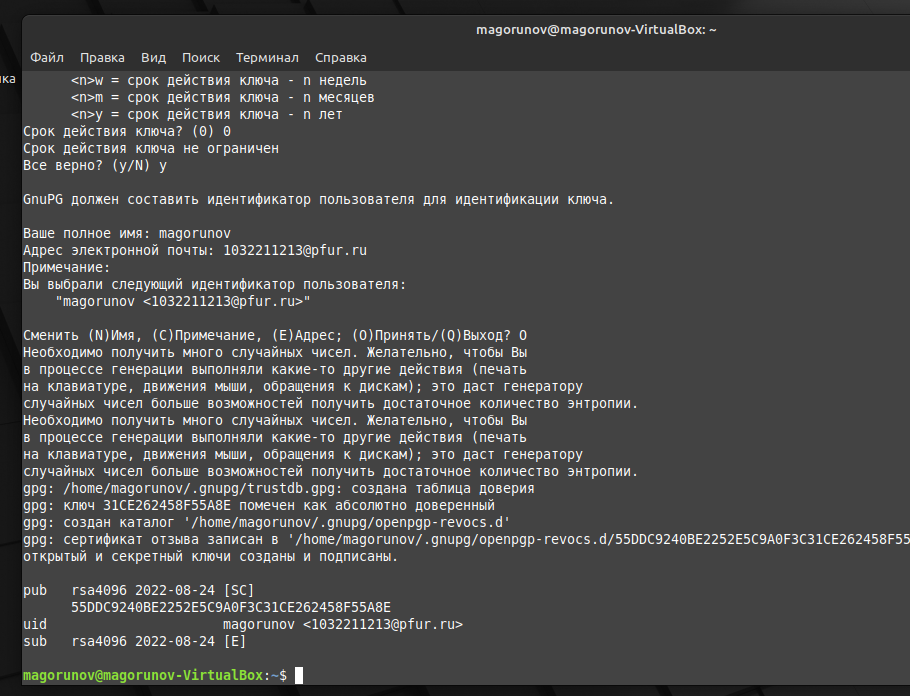 magorunov@magorunov-VirtualBox: ~
Файл Правка Вид Поиск Терминал Справка
ка
<n>w = срок действия ключа - n недель
<n>m = срок действия ключа - n месяцев
<n>y = срок действия ключа - n лет
Срок действия ключа? (0) 0
Срок действия ключа не ограничен
Все верно? (y/N) y
GnuPG должен составить идентификатор пользователя для идентификации ключа.
Ваше полное имя: magorunov
Адрес электронной почты: 1032211213@pfur.ru
Примечание:
Вы выбрали следующий идентификатор пользователя:
"magorunov <1032211213@pfur.ru>"
Сменить (N)Имя, (C)Примечание, (E)Адрес; (O)Принять/(Q)Выход? O
Необходимо получить много случайных чисел. Желательно, чтобы Вы
в процессе генерации выполняли какие-то другие действия (печать
на клавиатуре, движения мыши, обращения к дискам); это даст генератору
случайных чисел больше возможностей получить достаточное количество энтропии.
Необходимо получить много случайных чисел. Желательно, чтобы Вы
в процессе генерации выполняли какие-то другие действия (печать
на клавиатуре, движения мыши, обращения к дискам); это даст генератору
случайных чисел больше возможностей получить достаточное количество энтропии.
gpg: /home/magorunov/.gnupg/trustdb.gpg: создана таблица доверия
gpg: ключ 31CE262458F55A8E помечен как абсолютно доверенный
gpg: создан каталог '/home/magorunov/.gnupg/openpgp-revocs.d'
gpg: сертификат отзыва записан в '/home/magorunov/.gnupg/openpgp-revocs.d/55DDC9240BE2252E5C9A0F3C31CE262458F55
открытый и секретный ключи созданы и подписаны.
pub rsa4096 2022-08-24 [SC]
55DDC9240BE2252E5C9A0F3C31CE262458F55A8E
uid magorunov <1032211213@pfur.ru>
sub rsa4096 2022-08-24 [E]
magorunov@magorunov-VirtualBox:~$